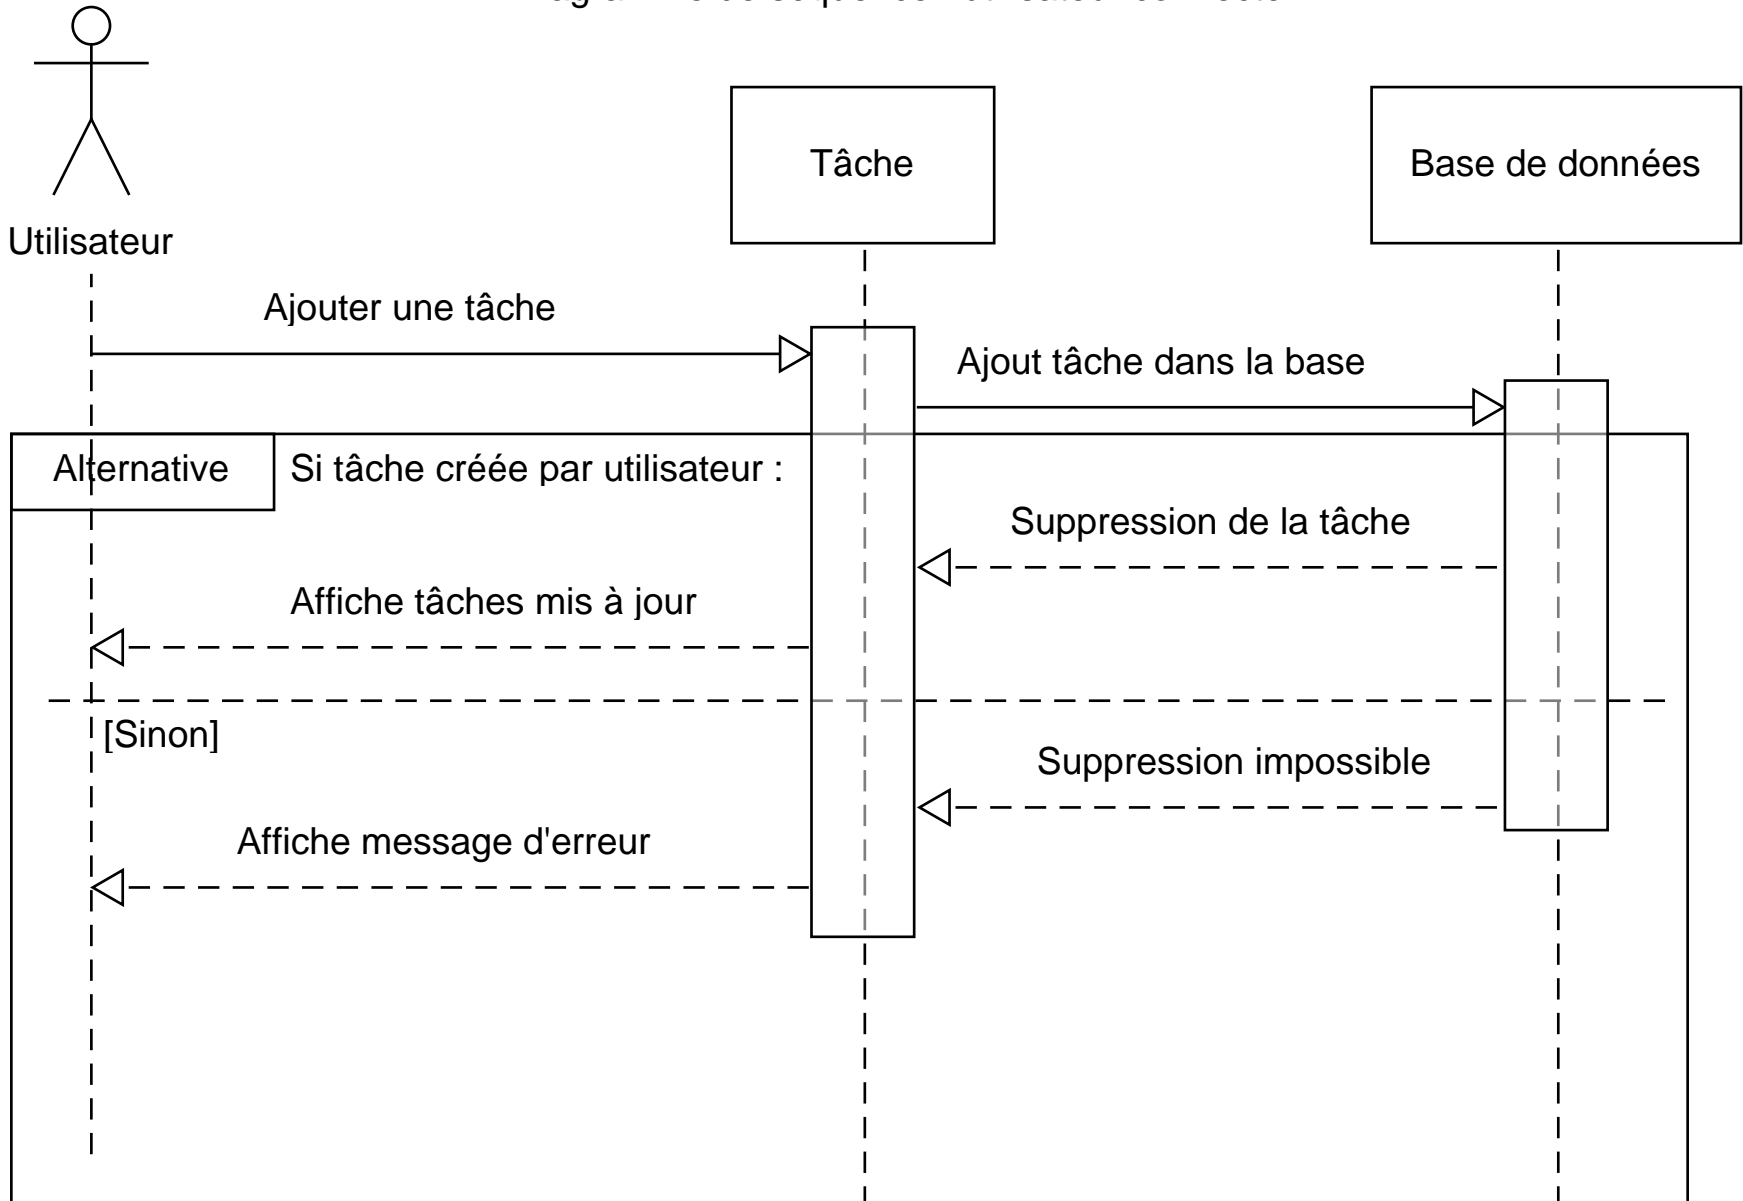 Utilisateur
Tâche
Base de données
Ajouter une tâche
Ajout tâche dans la base
Alternative
Si tâche créée par utilisateur :
Suppression de la tâche
Affiche tâches mis à jour
[Sinon]
Suppression impossible
Affiche message d'erreur